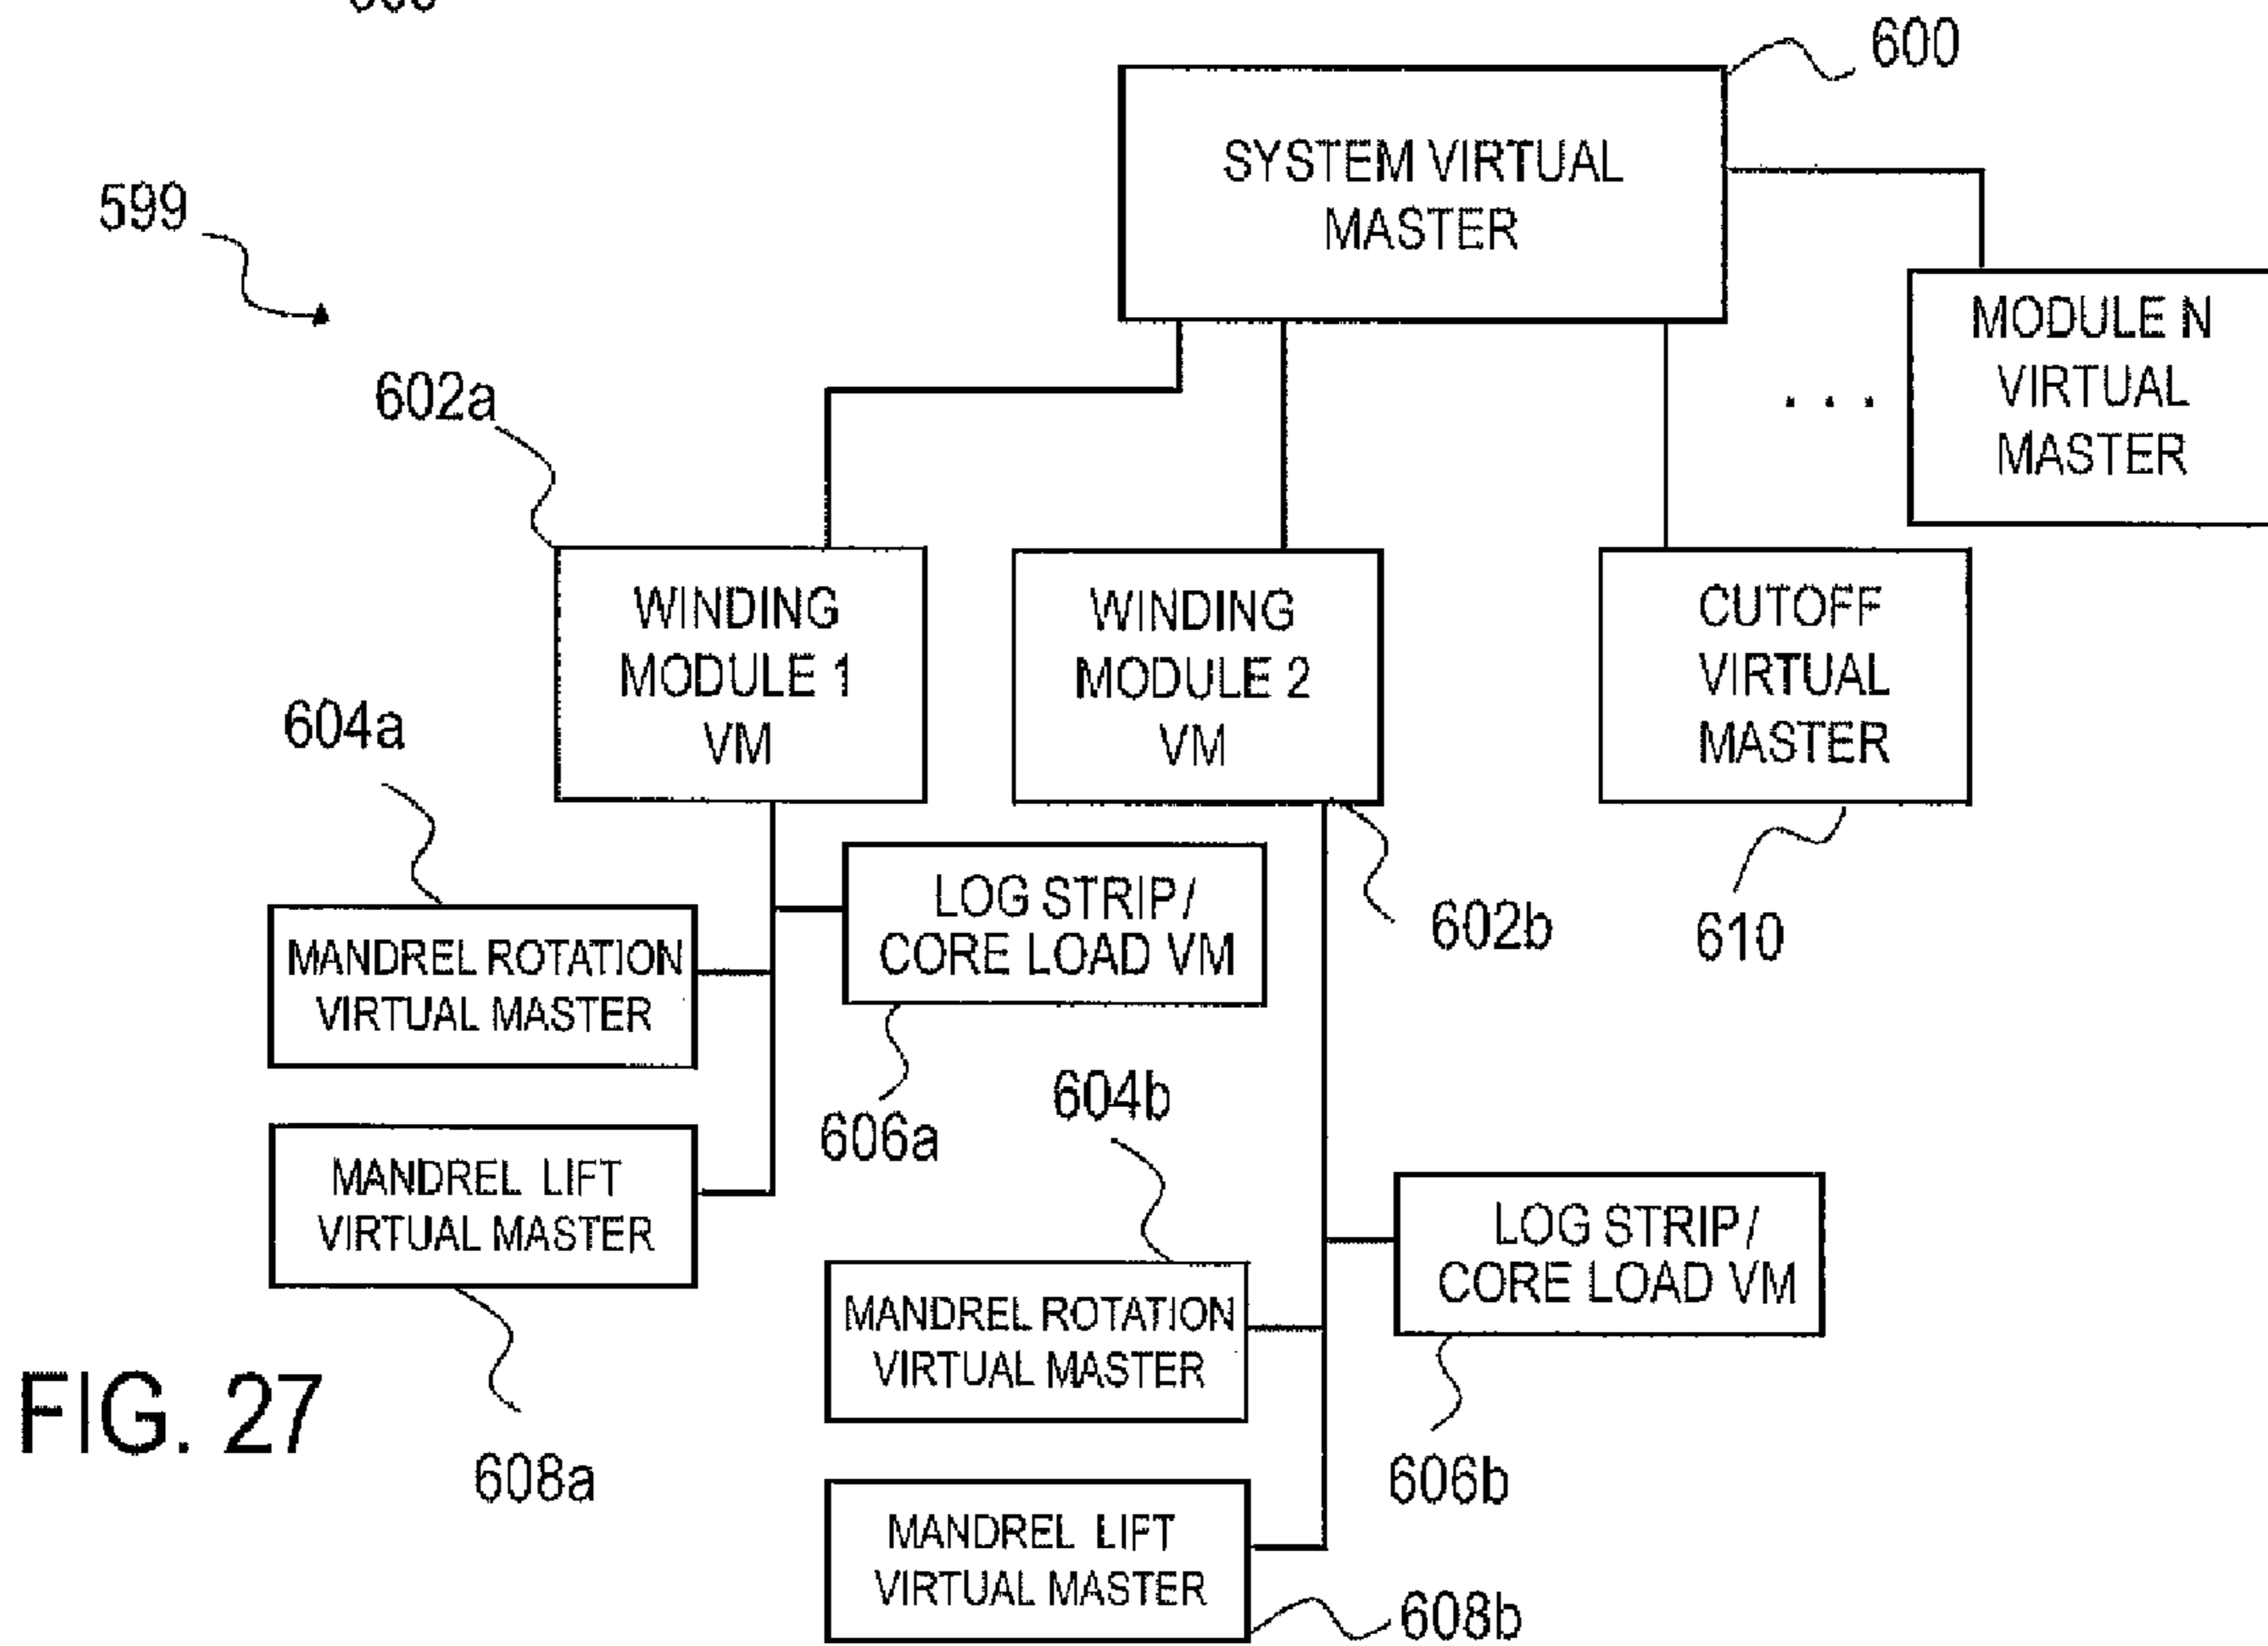 600
SYSTEM VIRTUAL
MASTER
599
MODULE N
VIRTUAL
MASTER
. . .
602a
WINDING
MODULE 1
VM
WINDING
MODULE 2
VM
CUTOFF
VIRTUAL
MASTER
604a
LOG STRIP/
CORE LOAD VM
602b
610
MANDREL ROTATION
VIRTUAL MASTER
606a
604b
MANDREL LIFT
VIRTUAL MASTER
LOG STRIP/
CORE LOAD VM
MANDREL ROTATION
VIRTUAL MASTER
FIG. 27
608a
606b
MANDREL LIFT
VIRTUAL MASTER
608b